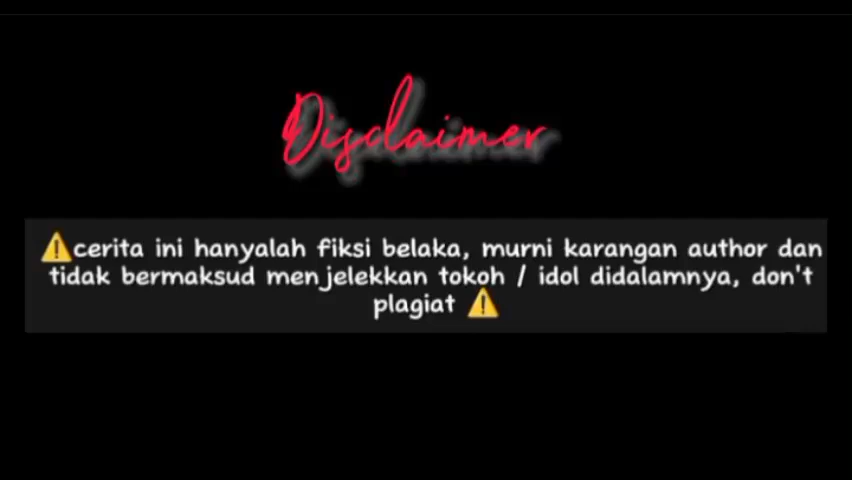 Disclaimer
⚠️cerita ini hanyalah fiksi belaka, murni karangan author dan
tidak bermaksud menjelekkan tokoh / idol didalamnya, don't
plagiat ⚠️